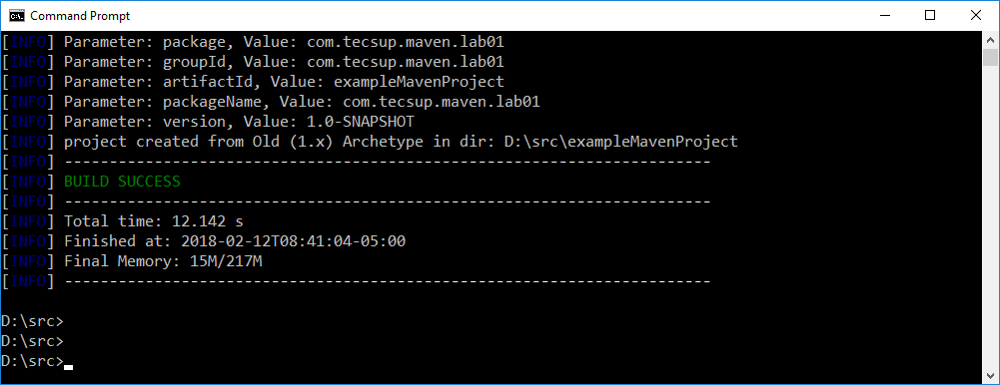 Command Prompt
[INFO] Parameter: package, Value: com.tecsup.maven.lab01
[INFO] Parameter: groupId, Value: com.tecsup.maven.lab01
[INFO] Parameter: artifactId, Value: exampleMavenProject
[INFO] Parameter: packageName, Value: com.tecsup.maven.lab01
[INFO] Parameter: version, Value: 1.0-SNAPSHOT
[INFO] project created from Old (1.x) Archetype in dir: D:\src\exampleMavenProject
[INFO] ------------------------------------------------------------------------
[INFO] BUILD SUCCESS
[INFO] ------------------------------------------------------------------------
[INFO] Total time: 12.142 s
[INFO] Finished at: 2018-02-12T08:41:04-05:00
[INFO] Final Memory: 15M/217M
[INFO] ------------------------------------------------------------------------
D:\src>
D:\src>
D:\src>